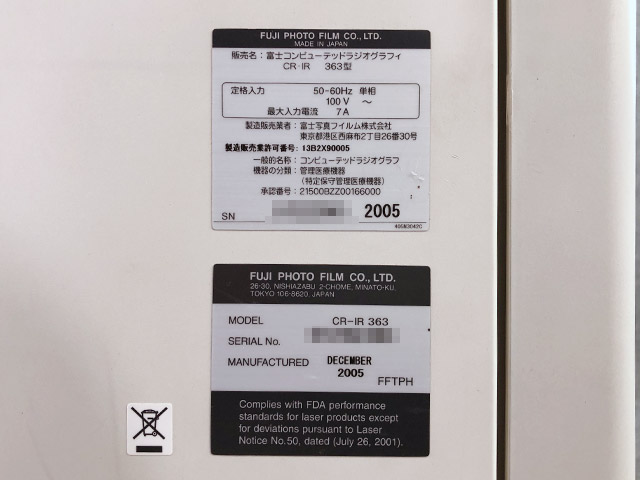 FUJI PHOTO FILM CO., LTD.
MADE IN JAPAN
販売名：富士コンピューテッドラジオグラフィ
CR-IR 363型
定格入力 50-60Hz 単相
100V ～
最大入力電流 7A
製造販売業者：富士写真フイルム株式会社
東京都港区西麻布2丁目26番30号
製造販売業許可番号：13B2X90005
一般的名称：コンピューテッドラジオグラフ
機器の分類：管理医療機器
（特定保守管理医療機器）
承認番号：21500BZZ00166000
SN 2005
405N3042C
FUJI PHOTO FILM CO., LTD.
26-30, NISHIAZABU, 2-CHOME, MINATO-KU,
TOKYO 106-8620, JAPAN
MODEL CR-IR 363
SERIAL No.
MANUFACTURED DECEMBER
2005
FFTPH
Complies with FDA performance
standards for laser products except
for deviations pursuant to Laser
Notice No.50, dated (July 26, 2001).